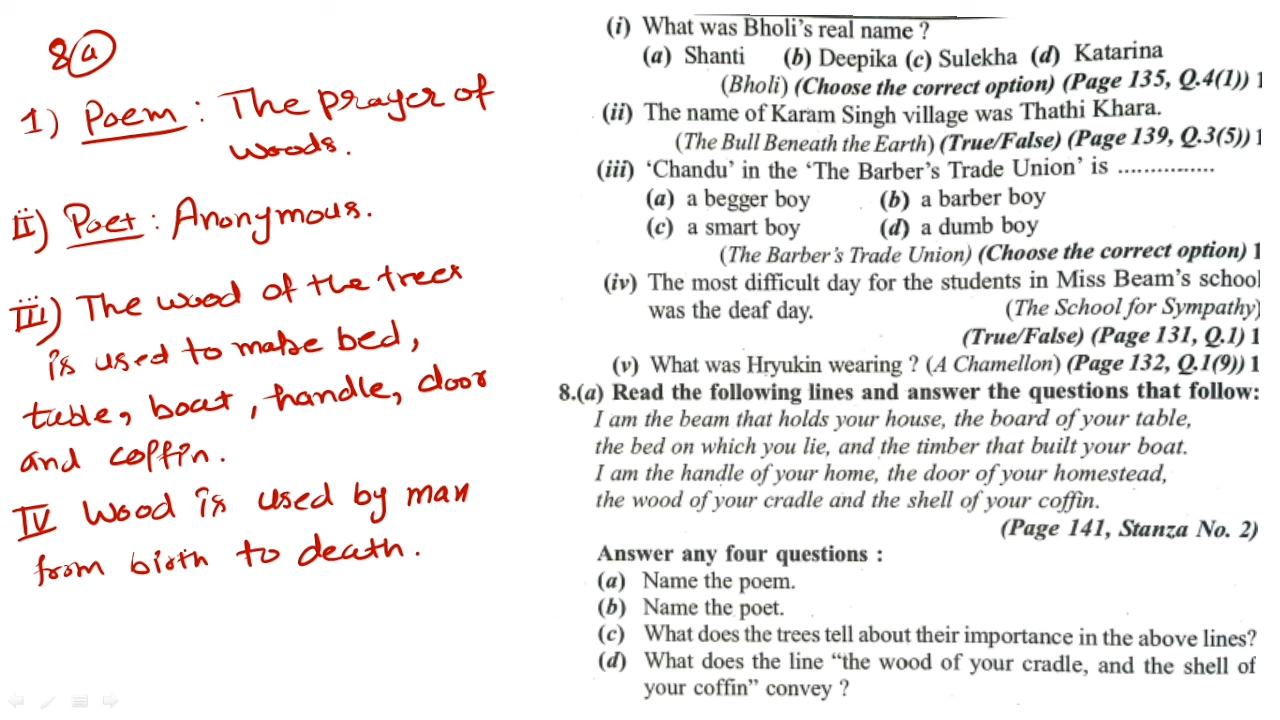 8(a)
1) Poem : The prayer of
woods.
ii) Poet : Anonymous.
iii) The wood of the trees
is used to make bed,
table, boat, handle, door
and coffin.
IV Wood is used by man
from birth to death.
(i) What was Bholi's real name ?
(a) Shanti (b) Deepika (c) Sulekha (d) Katarina
(Bholi) (Choose the correct option) (Page 135, Q.4(1)) 1
(ii) The name of Karam Singh village was Thathi Khara.
(The Bull Beneath the Earth) (True/False) (Page 139, Q.3(5)) 1
(iii) 'Chandu' in the 'The Barber's Trade Union' is ...............
(a) a begger boy (b) a barber boy
(c) a smart boy (d) a dumb boy
(The Barber's Trade Union) (Choose the correct option) 1
(iv) The most difficult day for the students in Miss Beam's school
was the deaf day. (The School for Sympathy)
(True/False) (Page 131, Q.1) 1
(v) What was Hryukin wearing ? (A Chamellon) (Page 132, Q.1(9)) 1
8.(a) Read the following lines and answer the questions that follow:
I am the beam that holds your house, the board of your table,
the bed on which you lie, and the timber that built your boat.
I am the handle of your home, the door of your homestead,
the wood of your cradle and the shell of your coffin.
(Page 141, Stanza No. 2)
Answer any four questions :
(a) Name the poem.
(b) Name the poet.
(c) What does the trees tell about their importance in the above lines?
(d) What does the line "the wood of your cradle, and the shell of
your coffin" convey ?